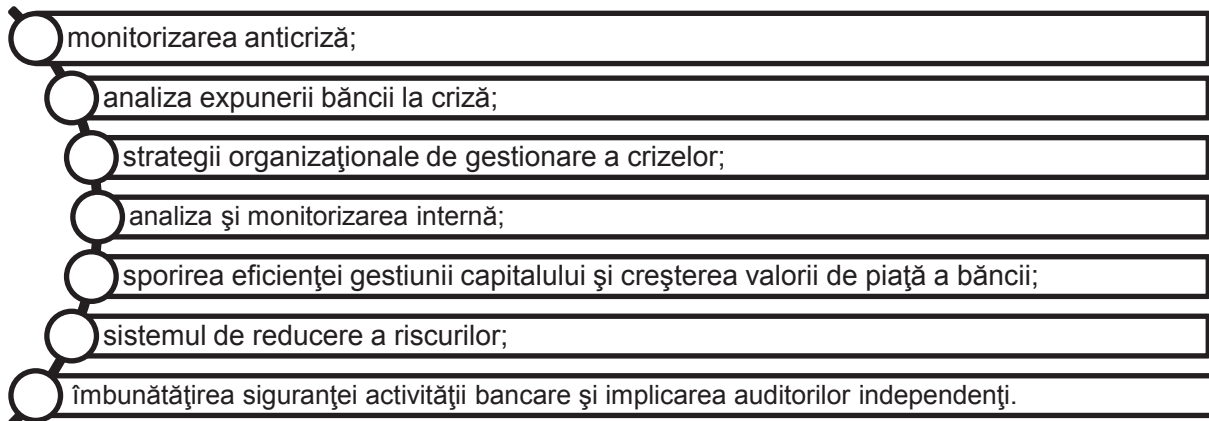 monitorizarea anticriză;
analiza expunerii băncii la criză;
strategii organizaţionale de gestionare a crizelor;
analiza şi monitorizarea internă;
sporirea eficienţei gestiunii capitalului şi creşterea valorii de piaţă a băncii;
sistemul de reducere a riscurilor;
îmbunătăţirea siguranţei activităţii bancare şi implicarea auditorilor independenţi.